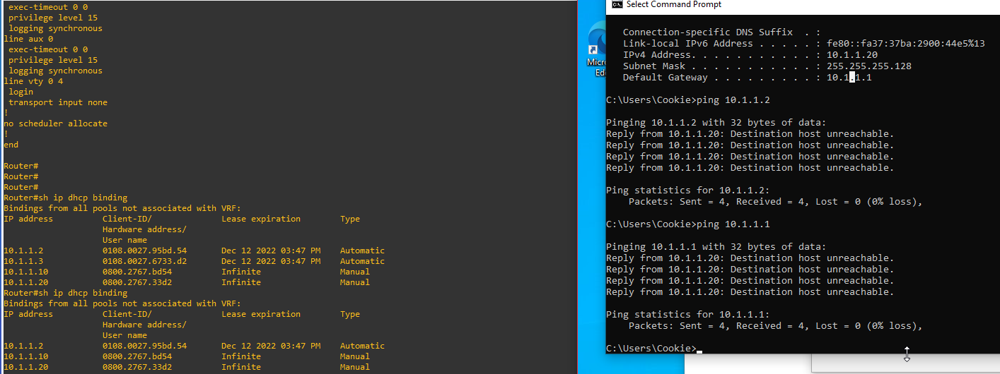 exec-timeout 0 0
privilege level 15
logging synchronous
line aux 0
exec-timeout 0 0
privilege level 15
logging synchronous
line vty 0 4
login
transport input none
!
no scheduler allocate
!
end
Router#
Router#
Router#
Router#sh ip dhcp binding
Bindings from all pools not associated with VRF:
IP address Client-ID/ Lease expiration Type
Hardware address/
User name
10.1.1.2 0108.0027.95bd.54 Dec 12 2022 03:47 PM Automatic
10.1.1.3 0108.0027.6733.d2 Dec 12 2022 03:47 PM Automatic
10.1.1.10 0800.2767.bd54 Infinite Manual
10.1.1.20 0800.2767.33d2 Infinite Manual
Router#sh ip dhcp binding
Bindings from all pools not associated with VRF:
IP address Client-ID/ Lease expiration Type
Hardware address/
User name
10.1.1.2 0108.0027.95bd.54 Dec 12 2022 03:47 PM Automatic
10.1.1.10 0800.2767.bd54 Infinite Manual
10.1.1.20 0800.2767.33d2 Infinite Manual
Micro
Ed
Select Command Prompt
Connection-specific DNS Suffix . :
Link-local IPv6 Address . . . . . : fe80::fa37:37ba:2900:44e5%13
IPv4 Address. . . . . . . . . . . : 10.1.1.20
Subnet Mask . . . . . . . . . . . : 255.255.255.128
Default Gateway . . . . . . . . . : 10.1.1.1
C:\Users\Cookie>ping 10.1.1.2
Pinging 10.1.1.2 with 32 bytes of data:
Reply from 10.1.1.20: Destination host unreachable.
Reply from 10.1.1.20: Destination host unreachable.
Reply from 10.1.1.20: Destination host unreachable.
Reply from 10.1.1.20: Destination host unreachable.
Ping statistics for 10.1.1.2:
Packets: Sent = 4, Received = 4, Lost = 0 (0% loss),
C:\Users\Cookie>ping 10.1.1.1
Pinging 10.1.1.1 with 32 bytes of data:
Reply from 10.1.1.20: Destination host unreachable.
Reply from 10.1.1.20: Destination host unreachable.
Reply from 10.1.1.20: Destination host unreachable.
Reply from 10.1.1.20: Destination host unreachable.
Ping statistics for 10.1.1.1:
Packets: Sent = 4, Received = 4, Lost = 0 (0% loss),
C:\Users\Cookie>